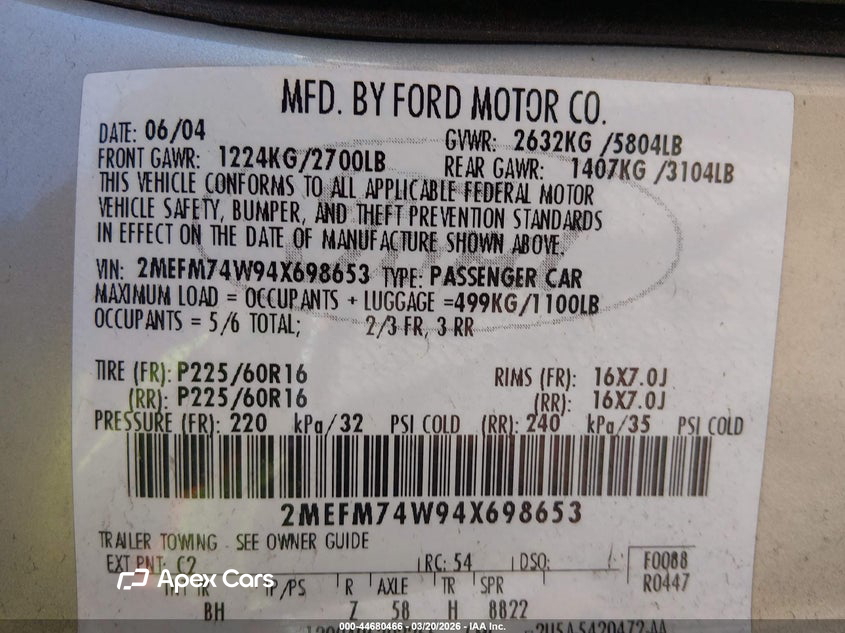 MFD. BY FORD MOTOR CO.
DATE: 06/04 GVWR: 2632KG /5804LB
FRONT GAWR: 1224KG/2700LB REAR GAWR: 1407KG /3104LB
THIS VEHICLE CONFORMS TO ALL APPLICABLE FEDERAL MOTOR
VEHICLE SAFETY, BUMPER, AND THEFT PREVENTION STANDARDS
IN EFFECT ON THE DATE OF MANUFACTURE SHOWN ABOVE.
VIN: 2MEFM74W94X698653 TYPE: PASSENGER CAR
MAXIMUM LOAD = OCCUPANTS + LUGGAGE =499KG/1100LB
OCCUPANTS = 5/6 TOTAL; 2/3 FR, 3 RR
TIRE (FR): P225/60R16 RIMS (FR): 16X7.0J
(RR): P225/60R16 (RR): 16X7.0J
PRESSURE (FR): 220 kPa/32 PSI COLD (RR): 240 kPa/35 PSI COLD
2MEFM74W94X698653
TRAILER TOWING - SEE OWNER GUIDE
EXT PNT: C2 RC: 54 DSO: F0088
R0447
TP/PS R AXLE TR SPR
BH 7 58 H 8822
Apex Cars
000-44680466 - 03/20/2026 - IAA Inc.